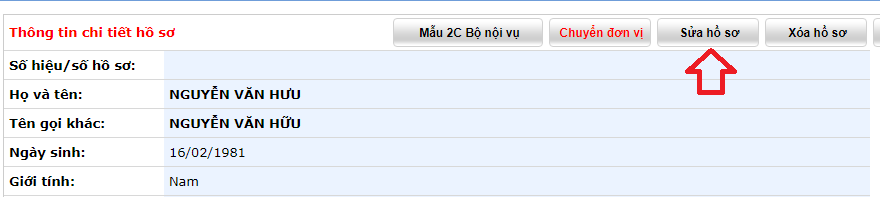 Thông tin chi tiết hồ sơ Mẫu 2C Bộ nội vụ Chuyển đơn vị Sửa hồ sơ Xóa hồ sơ
Số hiệu/số hồ sơ:
Họ và tên: NGUYỄN VĂN HƯU
Tên gọi khác: NGUYỄN VĂN HỮU
Ngày sinh: 16/02/1981
Giới tính: Nam